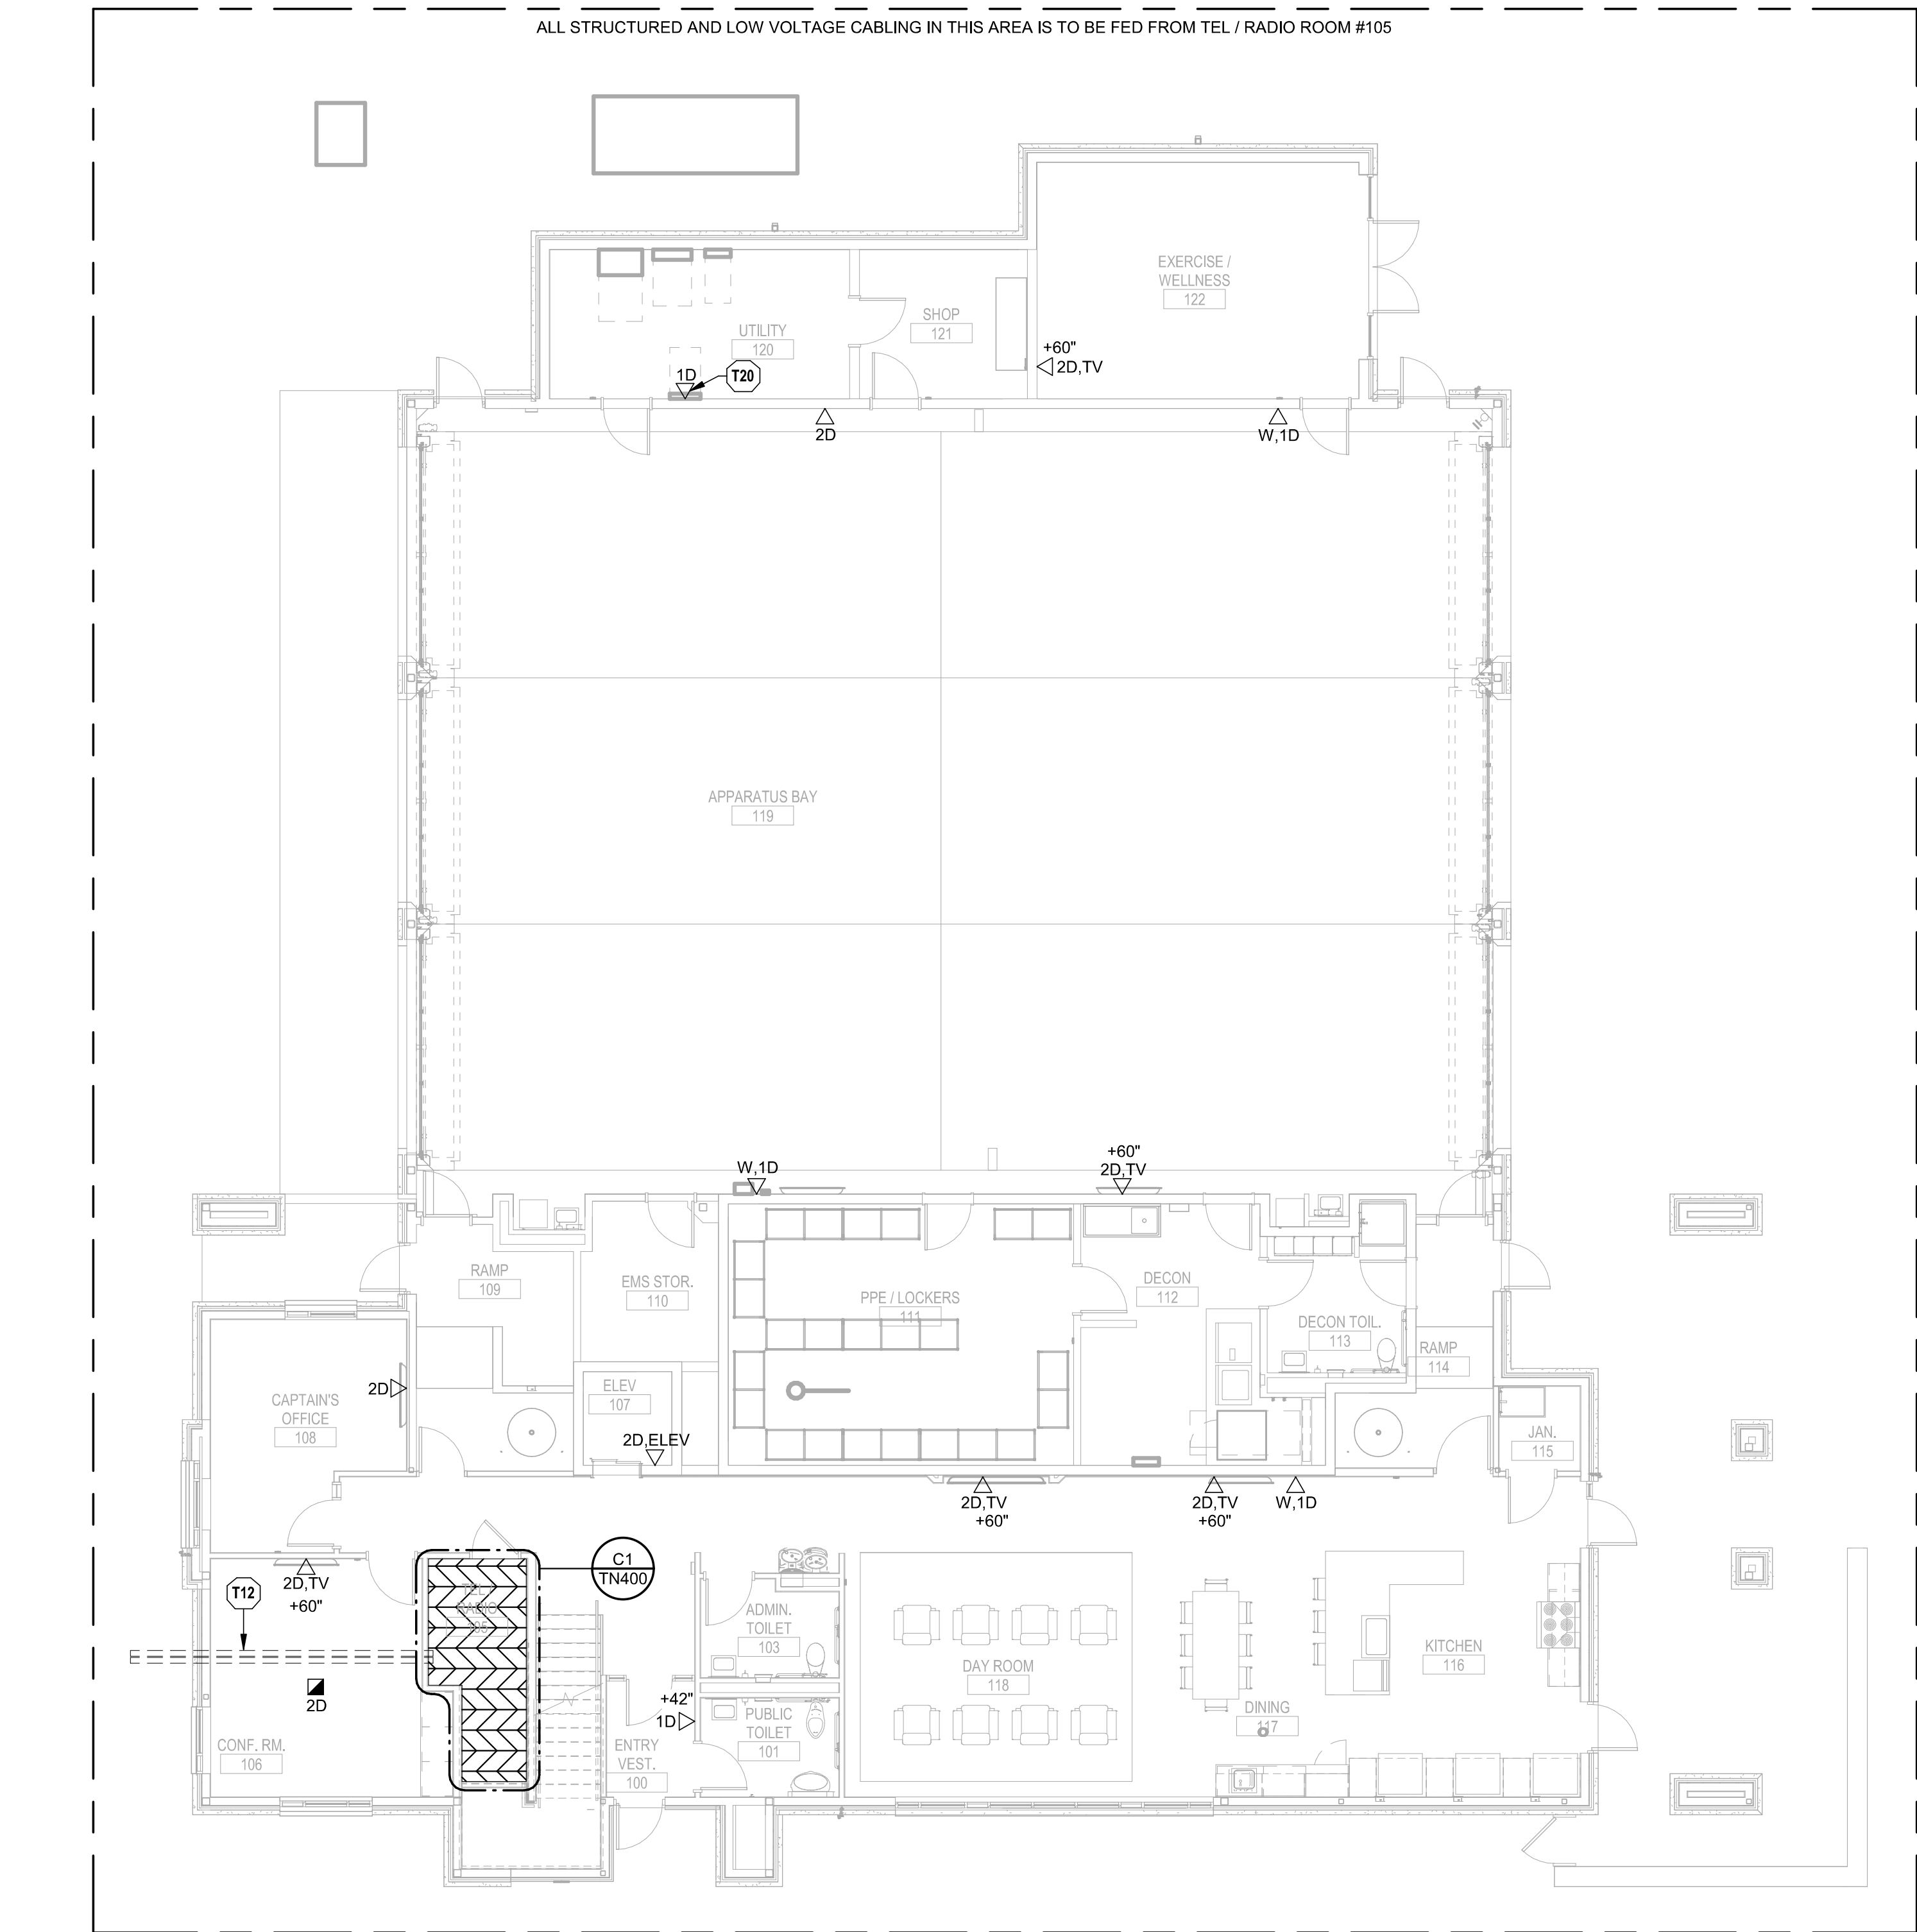 ALL STRUCTURED AND LOW VOLTAGE CABLING IN THIS AREA IS TO BE FED FROM TEL / RADIO ROOM #105
EXERCISE /
WELLNESS
122
SHOP
121
UTILITY
120
+60"
2D,TV
1D
T20
2D
W,1D
APPARATUS BAY
119
W,1D
+60"
2D,TV
RAMP
109
EMS STOR.
110
PPE / LOCKERS
111
DECON
112
DECON TOIL.
113
RAMP
114
CAPTAIN'S
OFFICE
108
2D
ELEV
107
2D,ELEV
JAN.
115
2D,TV
+60"
2D,TV
+60"
W,1D
C1
TN400
T12
2D,TV
+60"
TEL /
RADIO
105
ADMIN.
TOILET
103
KITCHEN
116
DAY ROOM
118
2D
+42"
1D
PUBLIC
TOILET
101
DINING
117
CONF. RM.
106
ENTRY
VEST.
100